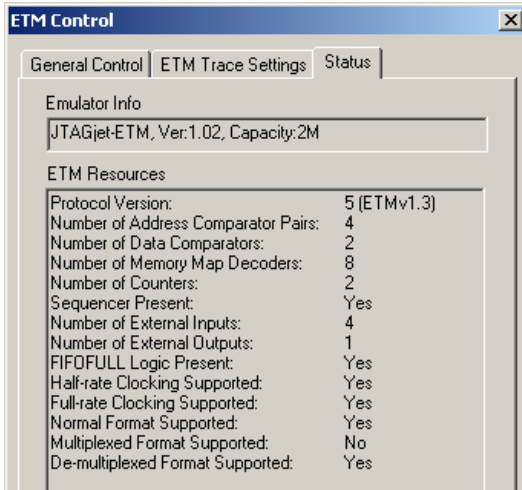 ETM Control
General Control ETM Trace Settings Status
Emulator Info
JTAGjet-ETM, Ver:1.02, Capacity:2M
ETM Resources
Protocol Version: 5 (ETMv1.3)
Number of Address Comparator Pairs: 4
Number of Data Comparators: 2
Number of Memory Map Decoders: 8
Number of Counters: 2
Sequencer Present: Yes
Number of External Inputs: 4
Number of External Outputs: 1
FIFOFULL Logic Present: Yes
Half-rate Clocking Supported: Yes
Full-rate Clocking Supported: Yes
Normal Format Supported: Yes
Multiplexed Format Supported: No
De-multiplexed Format Supported: Yes